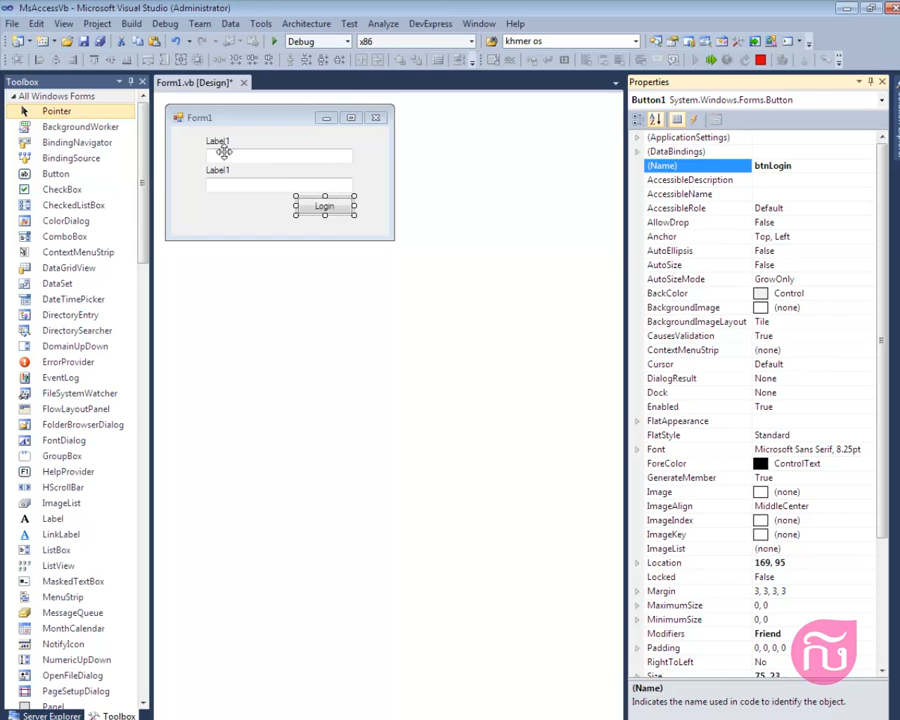 MsAccessVb - Microsoft Visual Studio (Administrator)
File Edit View Project Build Debug Team Data Tools Architecture Test Analyze DevExpress Window Help
Debug x86 khmer os
Toolbox
Form1.vb [Design]*
Properties
All Windows Forms
Pointer
BackgroundWorker
BindingNavigator
BindingSource
Button
CheckBox
CheckedListBox
ColorDialog
ComboBox
ContextMenuStrip
DataGridView
DataSet
DateTimePicker
DirectoryEntry
DirectorySearcher
DomainUpDown
ErrorProvider
EventLog
FileSystemWatcher
FlowLayoutPanel
FolderBrowserDialog
FontDialog
GroupBox
HelpProvider
HScrollBar
ImageList
Label
LinkLabel
ListBox
ListView
MaskedTextBox
MenuStrip
MessageQueue
MonthCalendar
NotifyIcon
NumericUpDown
OpenFileDialog
PageSetupDialog
Panel
Server Explorer Toolbox
Form1
Label1
Label1
Login
Button1 System.Windows.Forms.Button
(ApplicationSettings)
(DataBindings)
(Name) btnLogin
AccessibleDescription
AccessibleName
AccessibleRole Default
AllowDrop False
Anchor Top, Left
AutoEllipsis False
AutoSize False
AutoSizeMode GrowOnly
BackColor Control
BackgroundImage (none)
BackgroundImageLayout Tile
CausesValidation True
ContextMenuStrip (none)
Cursor Default
DialogResult None
Dock None
Enabled True
FlatAppearance
FlatStyle Standard
Font Microsoft Sans Serif, 8.25pt
ForeColor ControlText
GenerateMember True
Image (none)
ImageAlign MiddleCenter
ImageIndex (none)
ImageKey (none)
ImageList (none)
Location 169, 95
Locked False
Margin 3, 3, 3, 3
MaximumSize 0, 0
MinimumSize 0, 0
Modifiers Friend
Padding 0, 0, 0, 0
RightToLeft No
Size 75, 23
(Name)
Indicates the name used in code to identify the object.